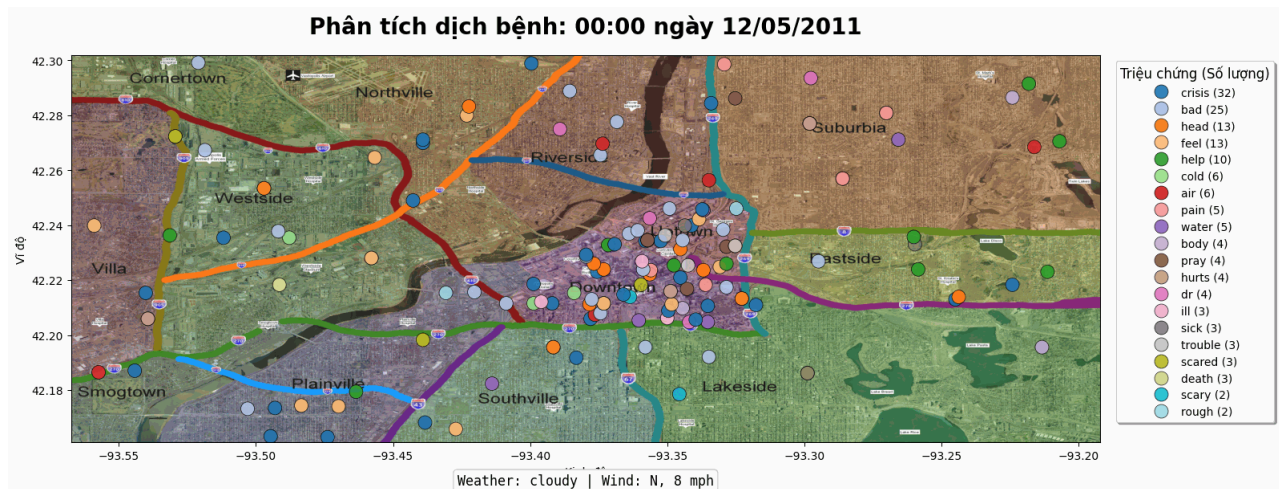 Phân tích dịch bệnh: 00:00 ngày 12/05/2011
42.30
42.28
42.26
42.24
42.22
42.20
42.18
Vĩ độ
Cornertown
Northville
Riverside
Suburbia
Westside
Uptown
Villa
Eastside
Downtown
Smogtown
Plainville
Southville
Lakeside
−93.55
−93.50
−93.45
−93.40
−93.35
−93.30
−93.25
−93.20
Weather: cloudy | Wind: N, 8 mph
Triệu chứng (Số lượng)
crisis (32)
bad (25)
head (13)
feel (13)
help (10)
cold (6)
air (6)
pain (5)
water (5)
body (4)
pray (4)
hurts (4)
dr (4)
ill (3)
sick (3)
trouble (3)
scared (3)
death (3)
scary (2)
rough (2)